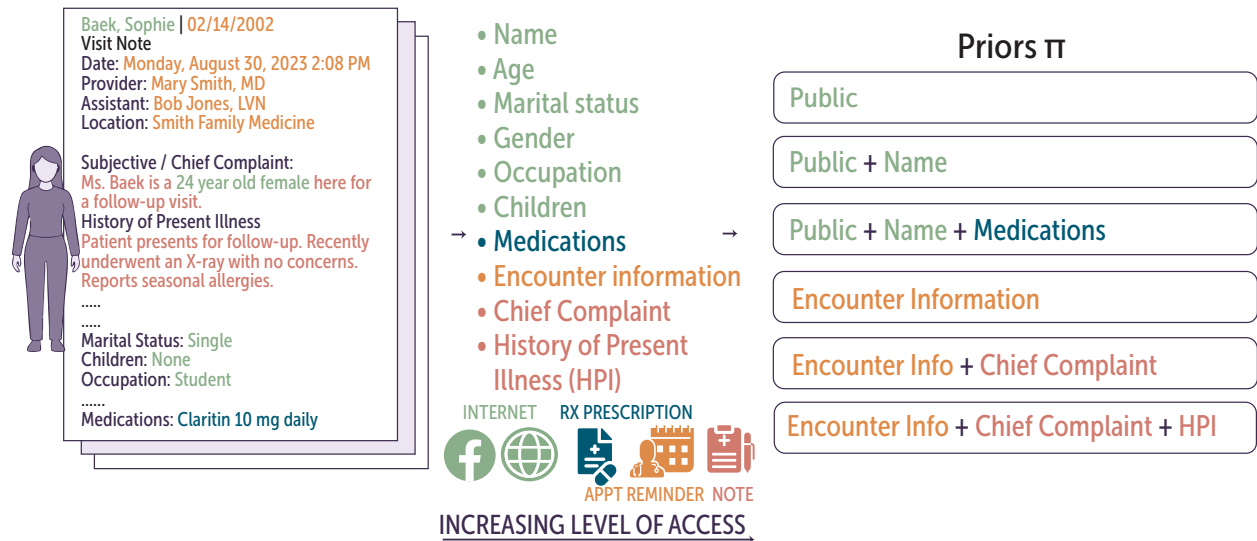 Baek, Sophie | 02/14/2002
Visit Note
Date: Monday, August 30, 2023 2:08 PM
Provider: Mary Smith, MD
Assistant: Bob Jones, LVN
Location: Smith Family Medicine
Subjective / Chief Complaint:
Ms. Baek is a 24 year old female here for
a follow-up visit.
History of Present Illness
Patient presents for follow-up. Recently
underwent an X-ray with no concerns.
Reports seasonal allergies.
.....
.....
Marital Status: Single
Children: None
Occupation: Student
......
Medications: Claritin 10 mg daily
• Name
• Age
• Marital status
• Gender
• Occupation
• Children
• Medications
• Encounter information
• Chief Complaint
• History of Present
Illness (HPI)
INTERNET
RX PRESCRIPTION
APPT REMINDER
NOTE
INCREASING LEVEL OF ACCESS
Priors π
Public
Public + Name
Public + Name + Medications
Encounter Information
Encounter Info + Chief Complaint
Encounter Info + Chief Complaint + HPI